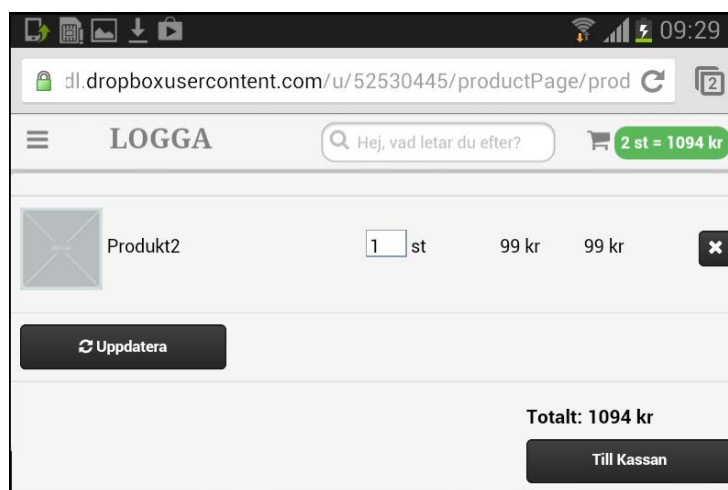 09:29
dl.dropboxusercontent.com/u/52530445/productPage/prod
2
LOGGA
Hej, vad letar du efter?
2 st = 1094 kr
Produkt2
1 st
99 kr
99 kr
Uppdatera
Totalt: 1094 kr
Till Kassan